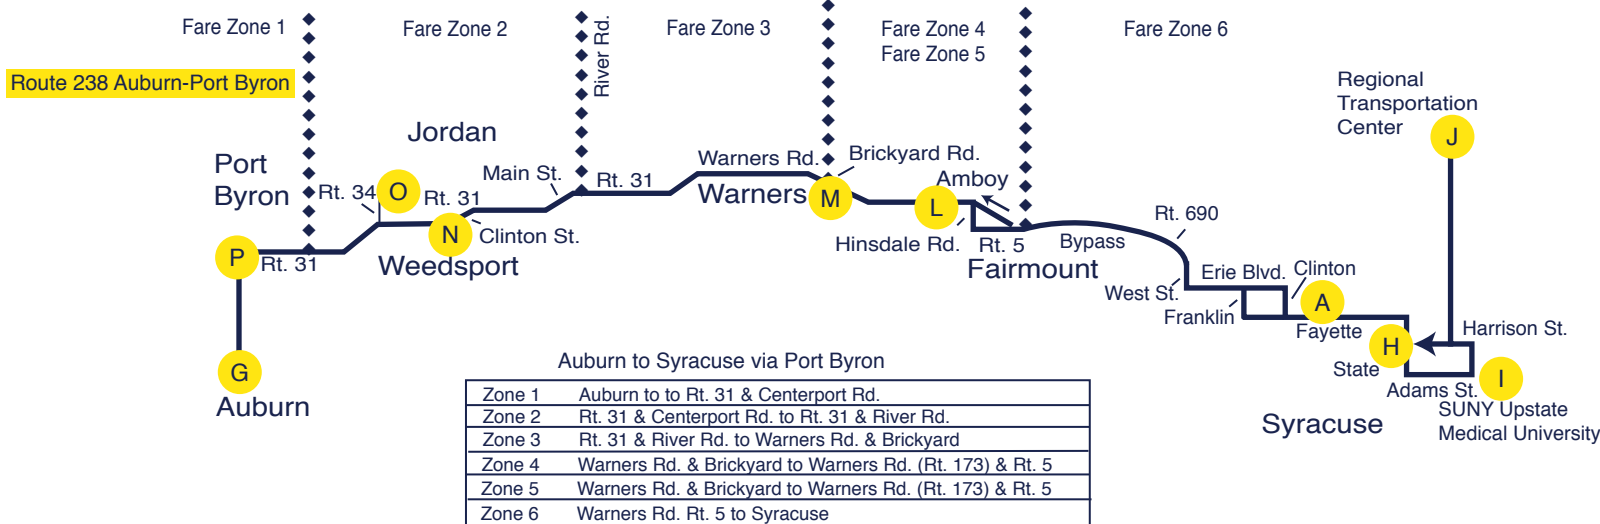 Fare Zone 1
Fare Zone 2
River Rd.
Fare Zone 3
Fare Zone 4
Fare Zone 5
Fare Zone 6
Route 238 Auburn-Port Byron
Regional
Transportation
Center
J
Jordan
Port
Byron
Rt. 34
O
Rt. 31
Main St.
Rt. 31
Warners Rd.
Brickyard Rd.
Amboy
Warners
M
L
N
Clinton St.
Weedsport
Hinsdale Rd.
Rt. 5
Fairmount
Bypass
Rt. 690
P
Rt. 31
West St.
Erie Blvd.
Clinton
Franklin
A
Fayette
H
Harrison St.
State
Adams St.
I
SUNY Upstate
Medical University
Syracuse
G
Auburn
Auburn to Syracuse via Port Byron
Zone 1 Auburn to to Rt. 31 & Centerport Rd.
Zone 2 Rt. 31 & Centerport Rd. to Rt. 31 & River Rd.
Zone 3 Rt. 31 & River Rd. to Warners Rd. & Brickyard
Zone 4 Warners Rd. & Brickyard to Warners Rd. (Rt. 173) & Rt. 5
Zone 5 Warners Rd. & Brickyard to Warners Rd. (Rt. 173) & Rt. 5
Zone 6 Warners Rd. Rt. 5 to Syracuse